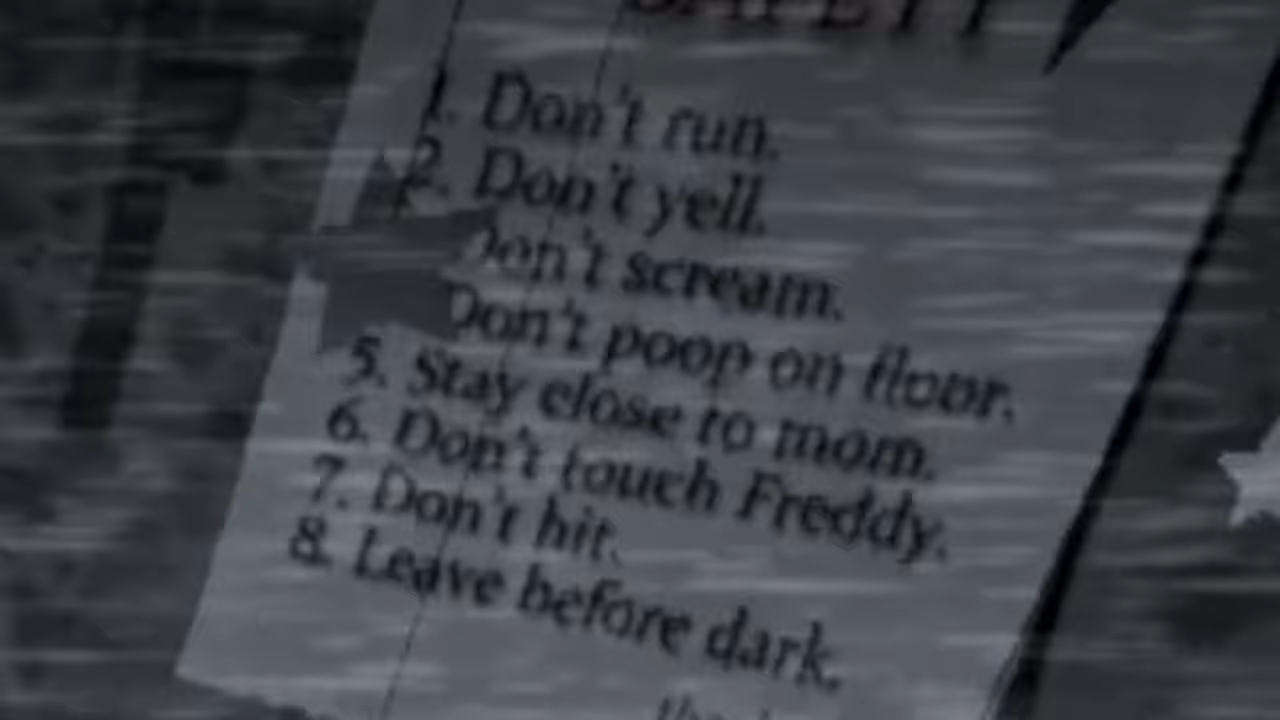 SAFETY
1. Don't run.
2. Don't yell.
Don't scream.
Don't poop on floor.
5. Stay close to mom.
6. Don't touch Freddy.
7. Don't hit.
8. Leave before dark.